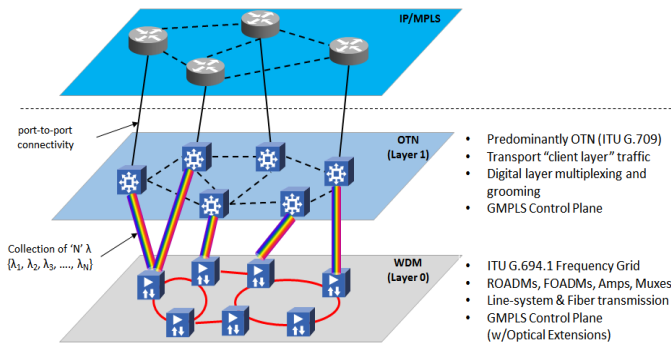 IP/MPLS
port-to-port
connectivity
OTN
(Layer 1)
• Predominantly OTN (ITU G.709)
• Transport “client layer” traffic
• Digital layer multiplexing and
grooming
• GMPLS Control Plane
Collection of ‘N’ λ
{λ1, λ2, λ3, …., λN}
WDM
(Layer 0)
• ITU G.694.1 Frequency Grid
• ROADMs, FOADMs, Amps, Muxes
• Line-system & Fiber transmission
• GMPLS Control Plane
(w/Optical Extensions)